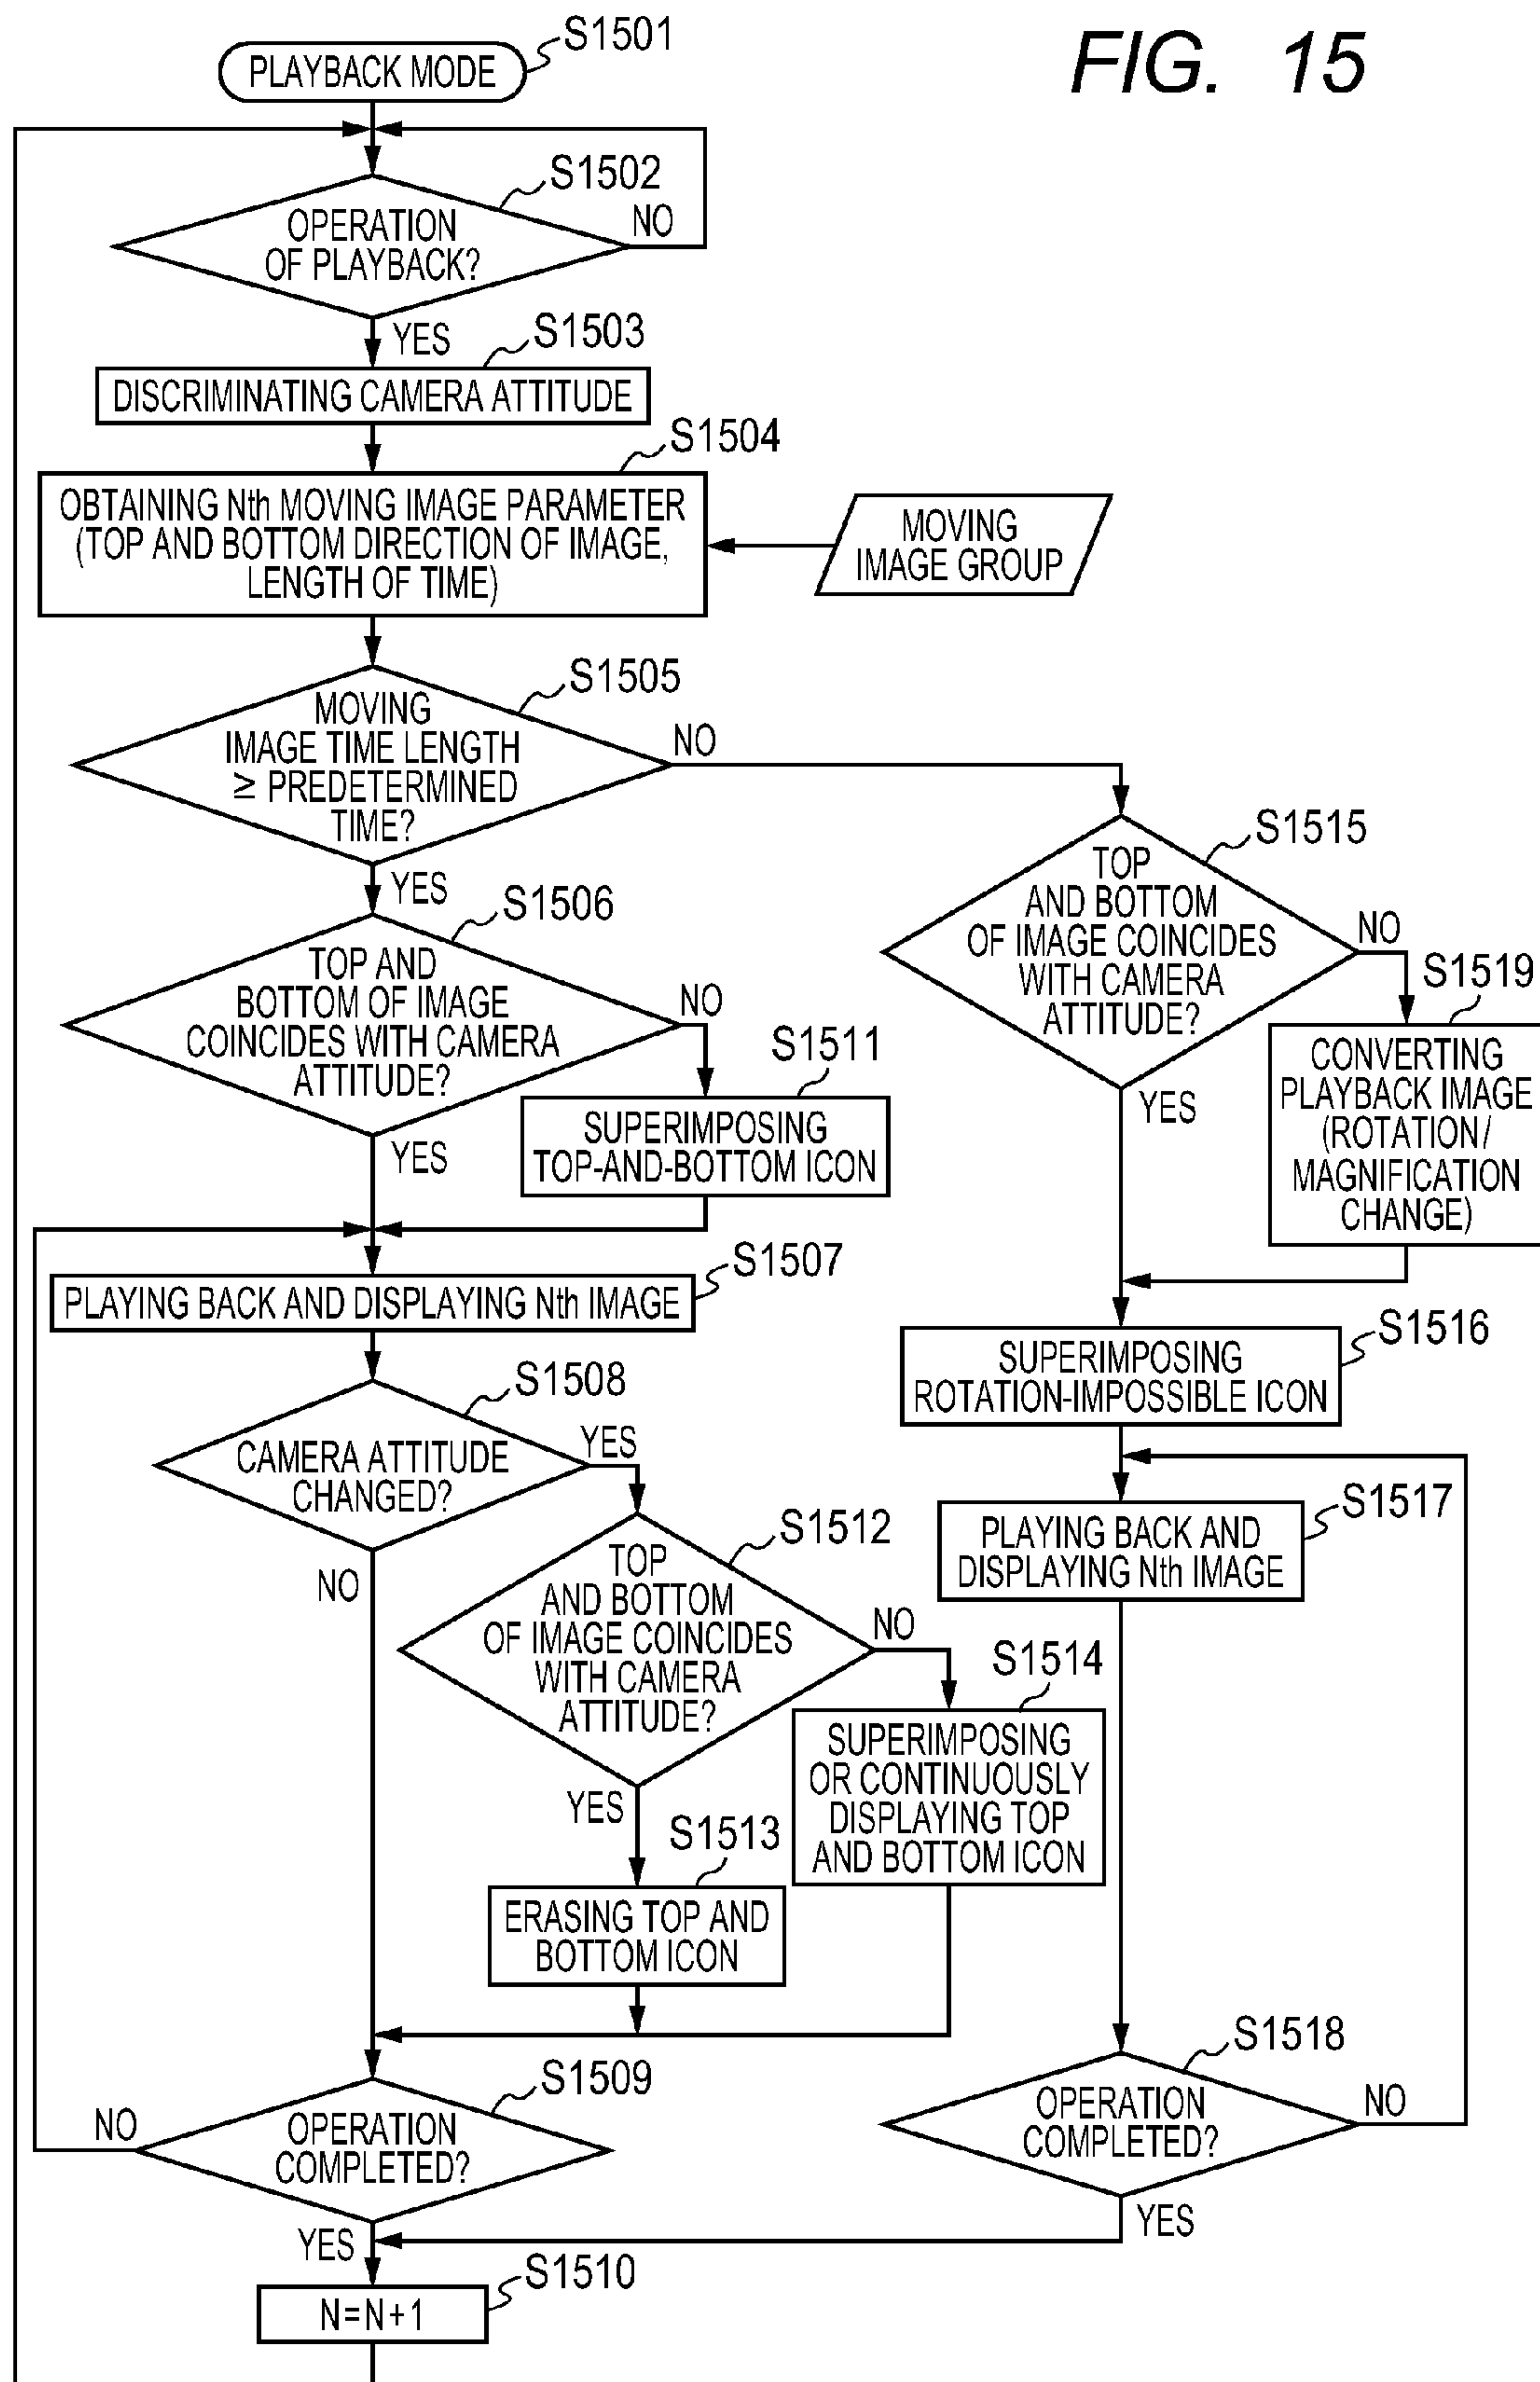 FIG. 15
S1501
PLAYBACK MODE
S1502
OPERATION
OF PLAYBACK?
NO
YES
S1503
DISCRIMINATING CAMERA ATTITUDE
S1504
OBTAINING Nth MOVING IMAGE PARAMETER
(TOP AND BOTTOM DIRECTION OF IMAGE,
LENGTH OF TIME)
MOVING
IMAGE GROUP
S1505
MOVING
IMAGE TIME LENGTH
≥ PREDETERMINED
TIME?
NO
YES
S1506
TOP AND
BOTTOM OF IMAGE
COINCIDES WITH CAMERA
ATTITUDE?
NO
YES
S1511
SUPERIMPOSING
TOP-AND-BOTTOM ICON
S1515
TOP
AND BOTTOM
OF IMAGE COINCIDES
WITH CAMERA
ATTITUDE?
NO
YES
S1519
CONVERTING
PLAYBACK IMAGE
(ROTATION/
MAGNIFICATION
CHANGE)
S1507
PLAYING BACK AND DISPLAYING Nth IMAGE
S1516
SUPERIMPOSING
ROTATION-IMPOSSIBLE ICON
S1508
CAMERA ATTITUDE
CHANGED?
YES
NO
S1512
TOP
AND BOTTOM
OF IMAGE COINCIDES
WITH CAMERA
ATTITUDE?
NO
YES
S1517
PLAYING BACK AND
DISPLAYING Nth IMAGE
S1514
SUPERIMPOSING
OR CONTINUOUSLY
DISPLAYING TOP
AND BOTTOM ICON
S1513
ERASING TOP AND
BOTTOM ICON
S1509
OPERATION
COMPLETED?
NO
YES
S1518
OPERATION
COMPLETED?
NO
YES
S1510
N=N+1